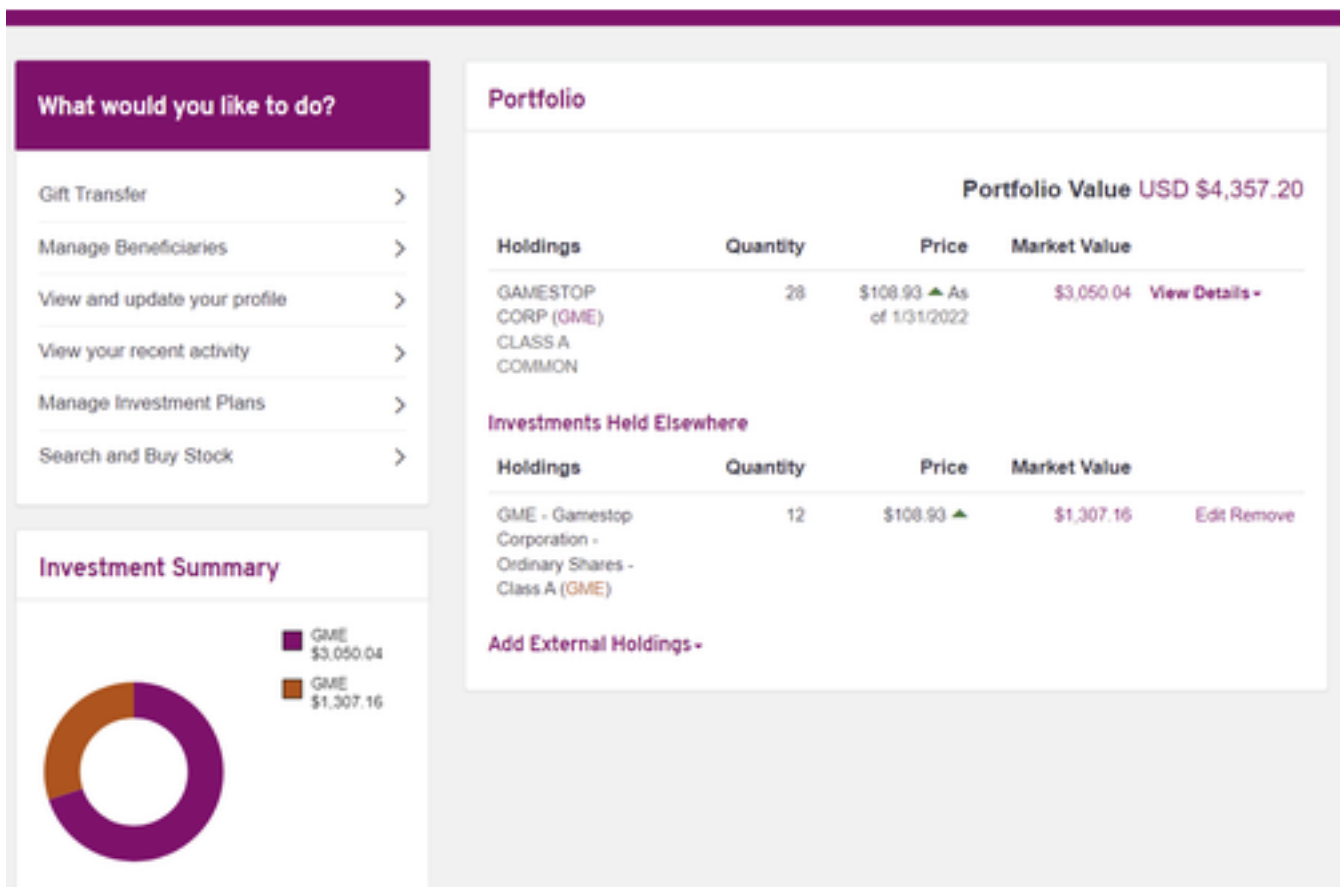 What would you like to do?
Gift Transfer
Manage Beneficiaries
View and update your profile
View your recent activity
Manage Investment Plans
Search and Buy Stock
Investment Summary
GME
$3,050.04
GME
$1,307.16
Portfolio
Portfolio Value USD $4,357.20
Holdings Quantity Price Market Value
GAMESTOP 28 $108.93 As $3,050.04 View Details
CORP (GME) of 1/31/2022
CLASS A
COMMON
Investments Held Elsewhere
Holdings Quantity Price Market Value
GME - Gamestop 12 $108.93 $1,307.16 Edit Remove
Corporation -
Ordinary Shares -
Class A (GME)
Add External Holdings